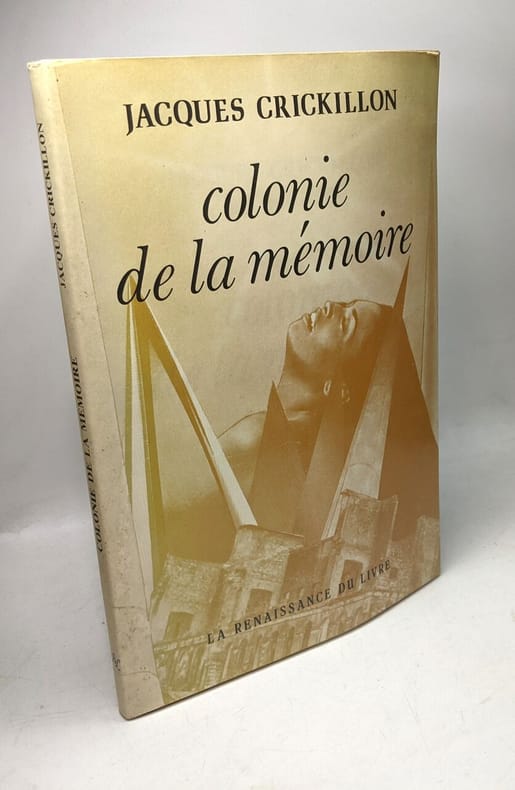 JACQUES CRICKILLON
colonie
de la mémoire
LA RENAISSANCE DU LIVRE
JACQUES CRICKILLON
COLONIE DE LA MÉMOIRE